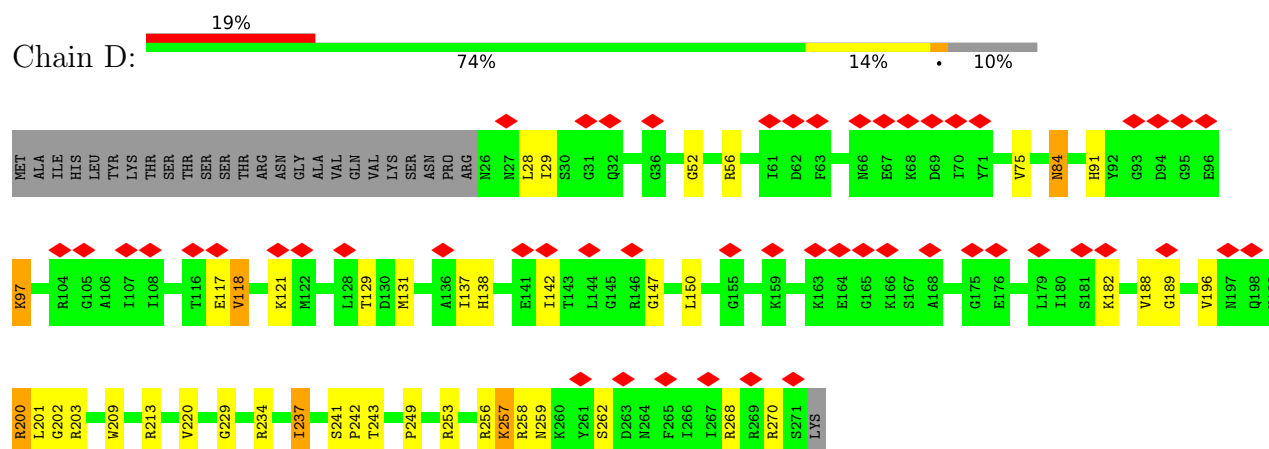 19%
Chain D:
74% 14% • 10%
MET ALA ILE HIS LEU TYR LYS THR SER THR THR SER SER THR ARG ASN GLY ALA VAL GLN VAL LYS SER ASN PRO ARG N26 N27 L28 I29 S30 G31 Q32 G36 G52 R56 I61 D62 F63 N66 E67 K68 D69 I70 Y71 V75 N84 H91 Y92 G93 D94 G95 E96
K97 R104 G105 A106 I107 I108 T116 E117 V118 K121 M122 L128 T129 D130 M131 A136 I137 H138 E141 I142 T143 L144 G145 R146 G147 L150 G155 K159 K163 E164 G165 K166 S167 A168 G175 E176 L179 I180 S181 K182 V188 G189 V196 N197 Q198
R200 L201 G202 R203 W209 R213 V220 G229 R234 I237 S241 P242 T243 P249 R253 R256 K257 R258 N259 K260 Y261 S262 D263 N264 F265 I266 I267 R268 R269 R270 S271 LYS